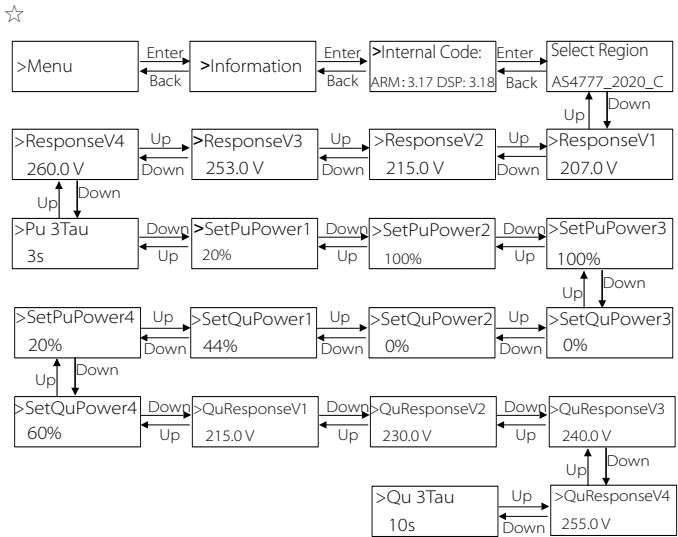 ☆
>Menu
Enter
Back
>Information
Enter
Back
>Internal Code:
ARM: 3.17 DSP: 3.18
Enter
Back
Select Region
AS4777_2020_C
Up
Down
>ResponseV4
260.0 V
Up
Down
>ResponseV3
253.0 V
Up
Down
>ResponseV2
215.0 V
Up
Down
>ResponseV1
207.0 V
Up
Down
>Pu 3Tau
3s
Down
Up
>SetPuPower1
20%
Down
Up
>SetPuPower2
100%
Down
Up
>SetPuPower3
100%
Up
Down
>SetPuPower4
20%
Up
Down
>SetQuPower1
44%
Up
Down
>SetQuPower2
0%
Up
Down
>SetQuPower3
0%
Up
Down
>SetQuPower4
60%
Down
Up
>QuResponseV1
215.0 V
Down
Up
>QuResponseV2
230.0 V
Down
Up
>QuResponseV3
240.0 V
Up
Down
>Qu 3Tau
10s
Up
Down
>QuResponseV4
255.0 V